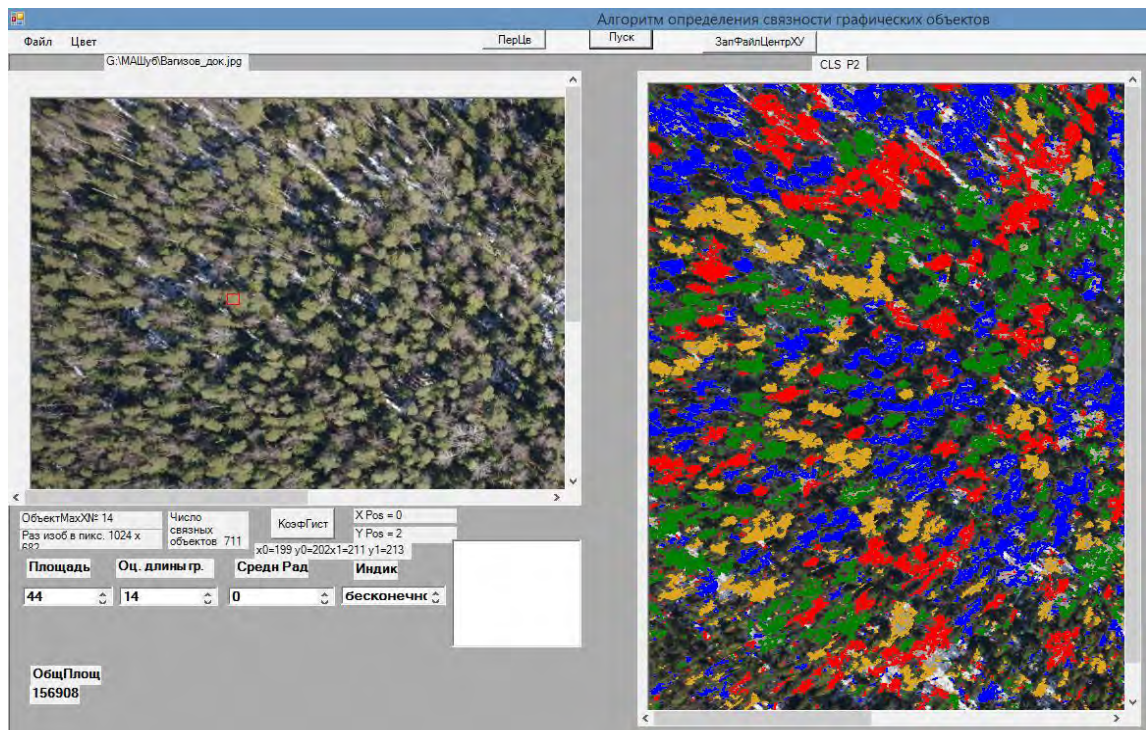 Алгоритм определения связности графических объектов
Файл Цвет ПерЦв Пуск ЗапФайлЦентрXY
G:\МАШуб\Вагизов_док.jpg
CLS P2
ОбъектМахХ№ 14
Раз изоб в пикс. 1024 x
682
Число
связных
объектов 711
КоэфГист
X Pos = 0
Y Pos = 2
x0=199 y0=202x1=211 y1=213
Площадь Оц. длины гр. Средн Рад Индик
44 14 0 бесконечнс
ОбщПлощ
156908